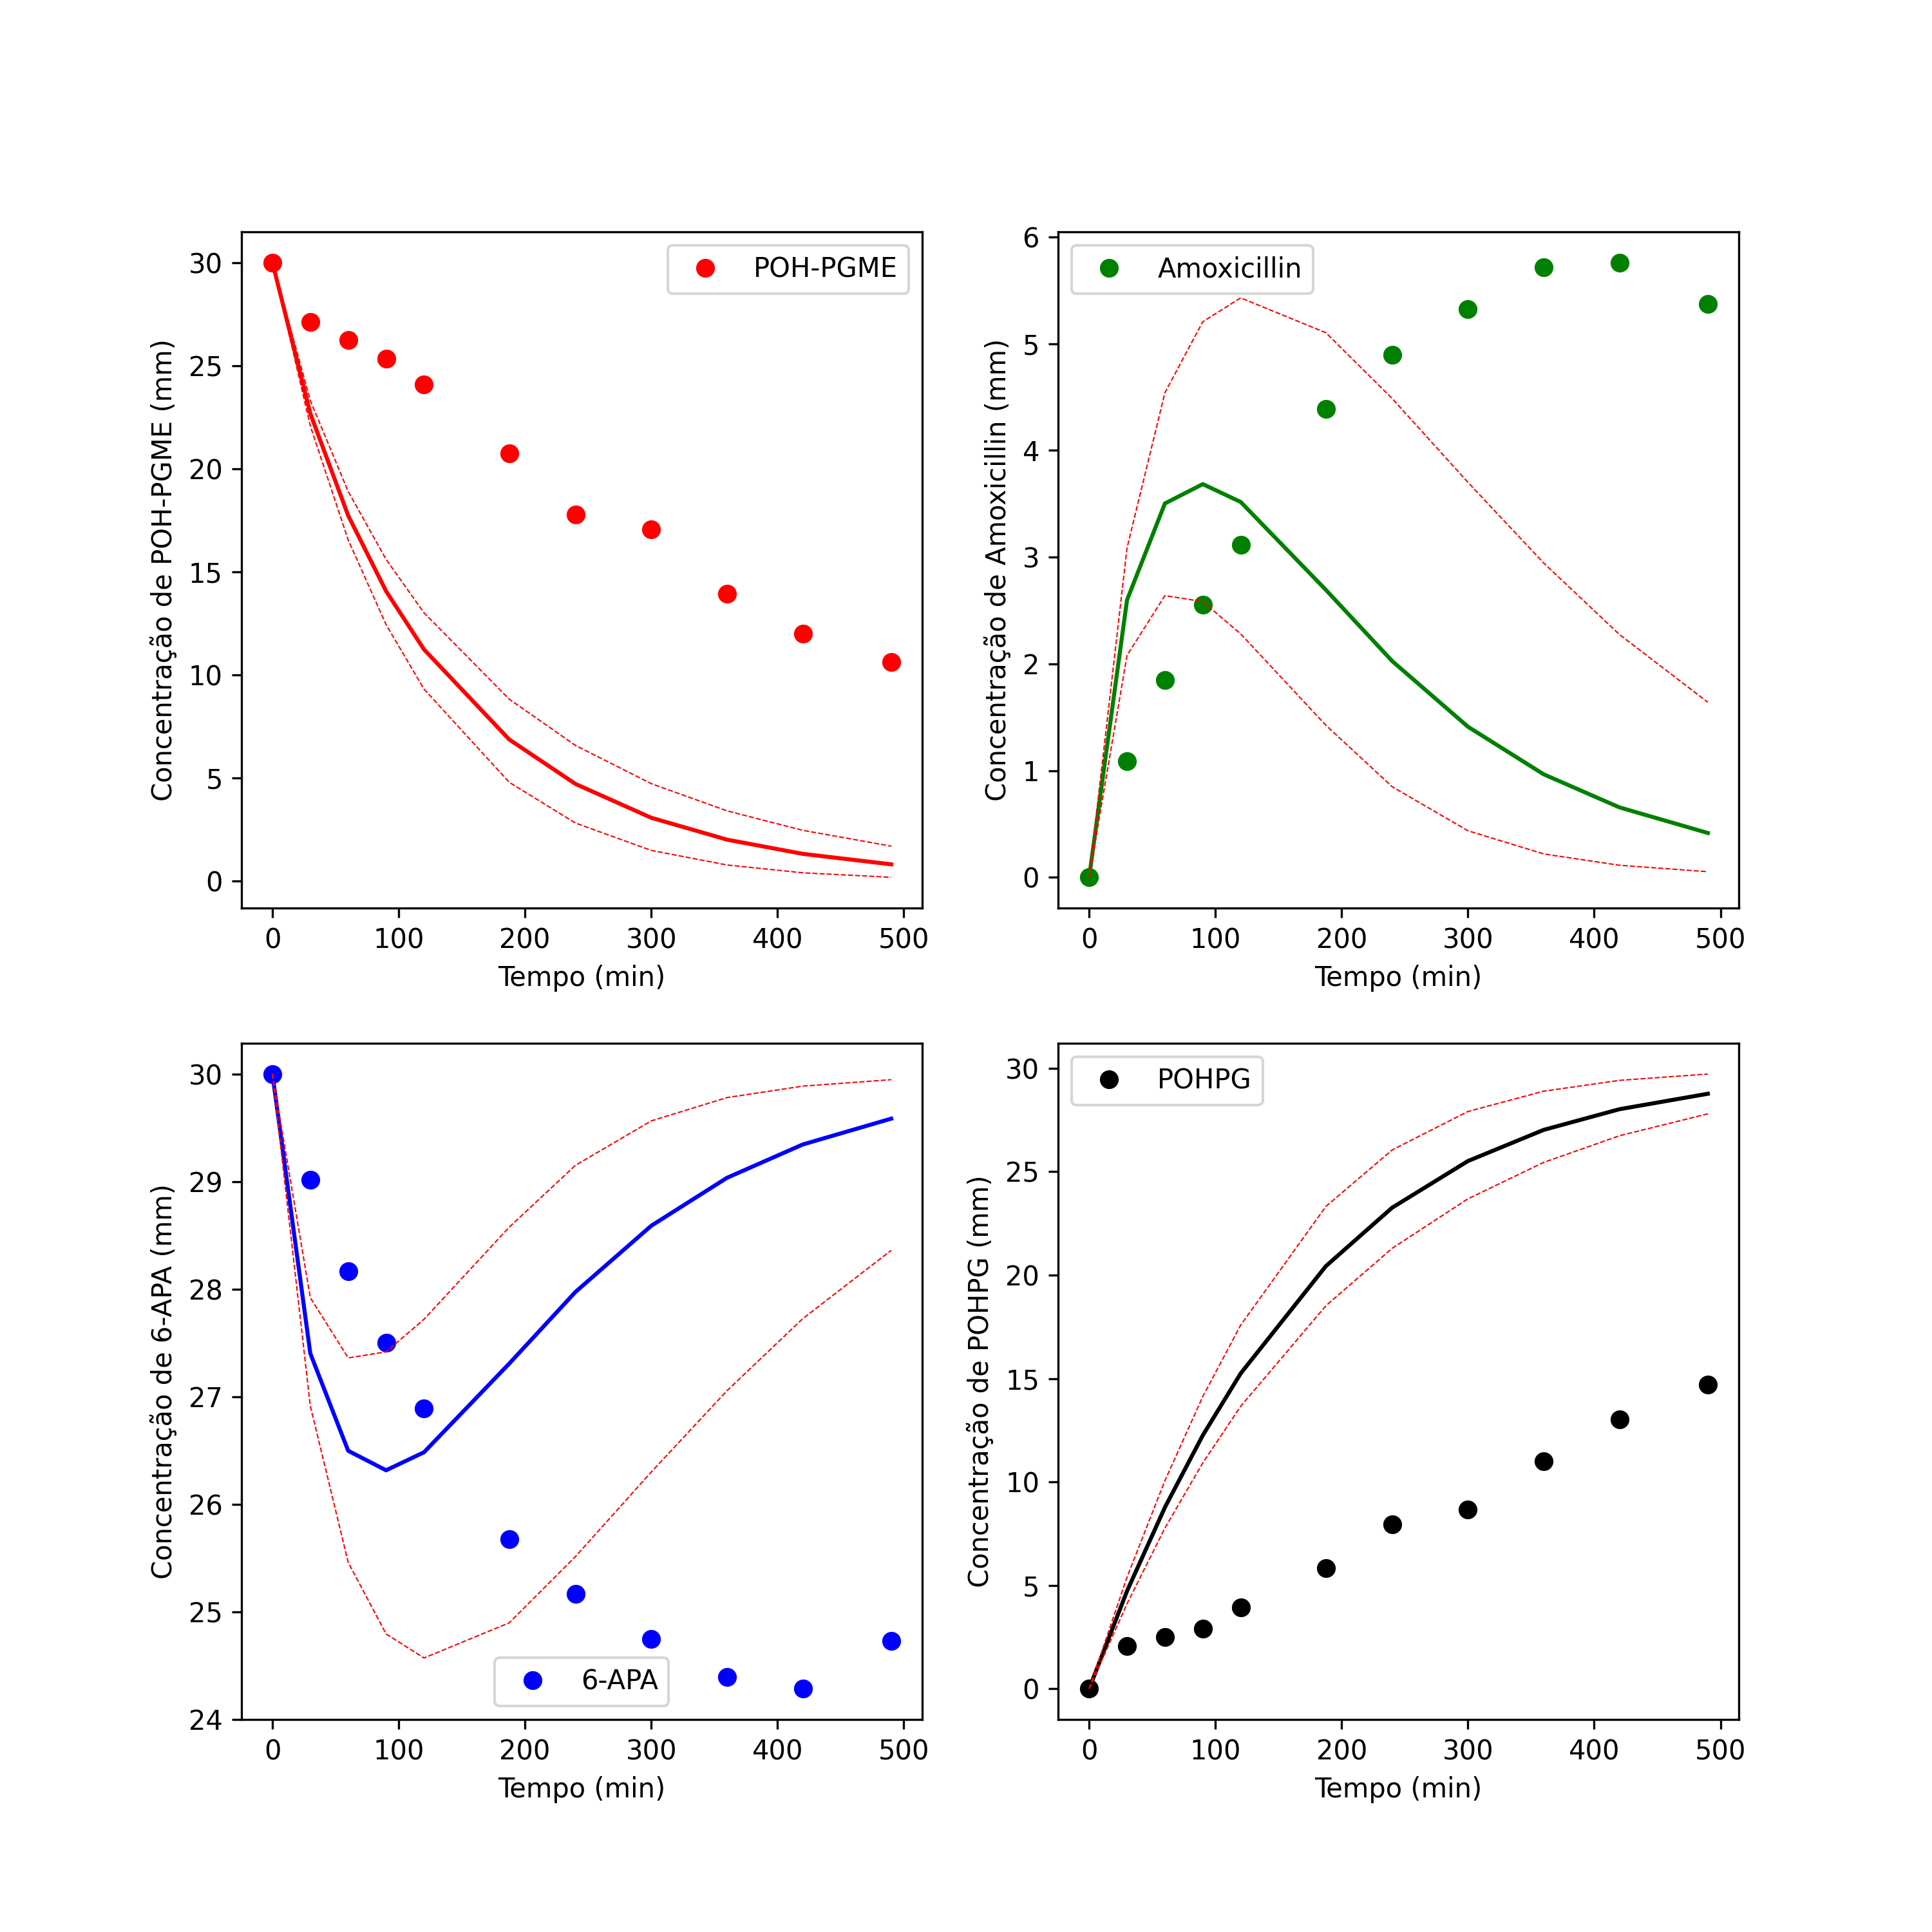 POH-PGME
Concentração de POH-PGME (mm)
30
25
20
15
10
5
0
0 100 200 300 400 500
Tempo (min)
Amoxicillin
Concentração de Amoxicillin (mm)
6
5
4
3
2
1
0
0 100 200 300 400 500
Tempo (min)
Concentração de 6-APA (mm)
30
29
28
27
26
25
24
6-APA
0 100 200 300 400 500
Tempo (min)
POHPG
Concentração de POHPG (mm)
30
25
20
15
10
5
0
0 100 200 300 400 500
Tempo (min)